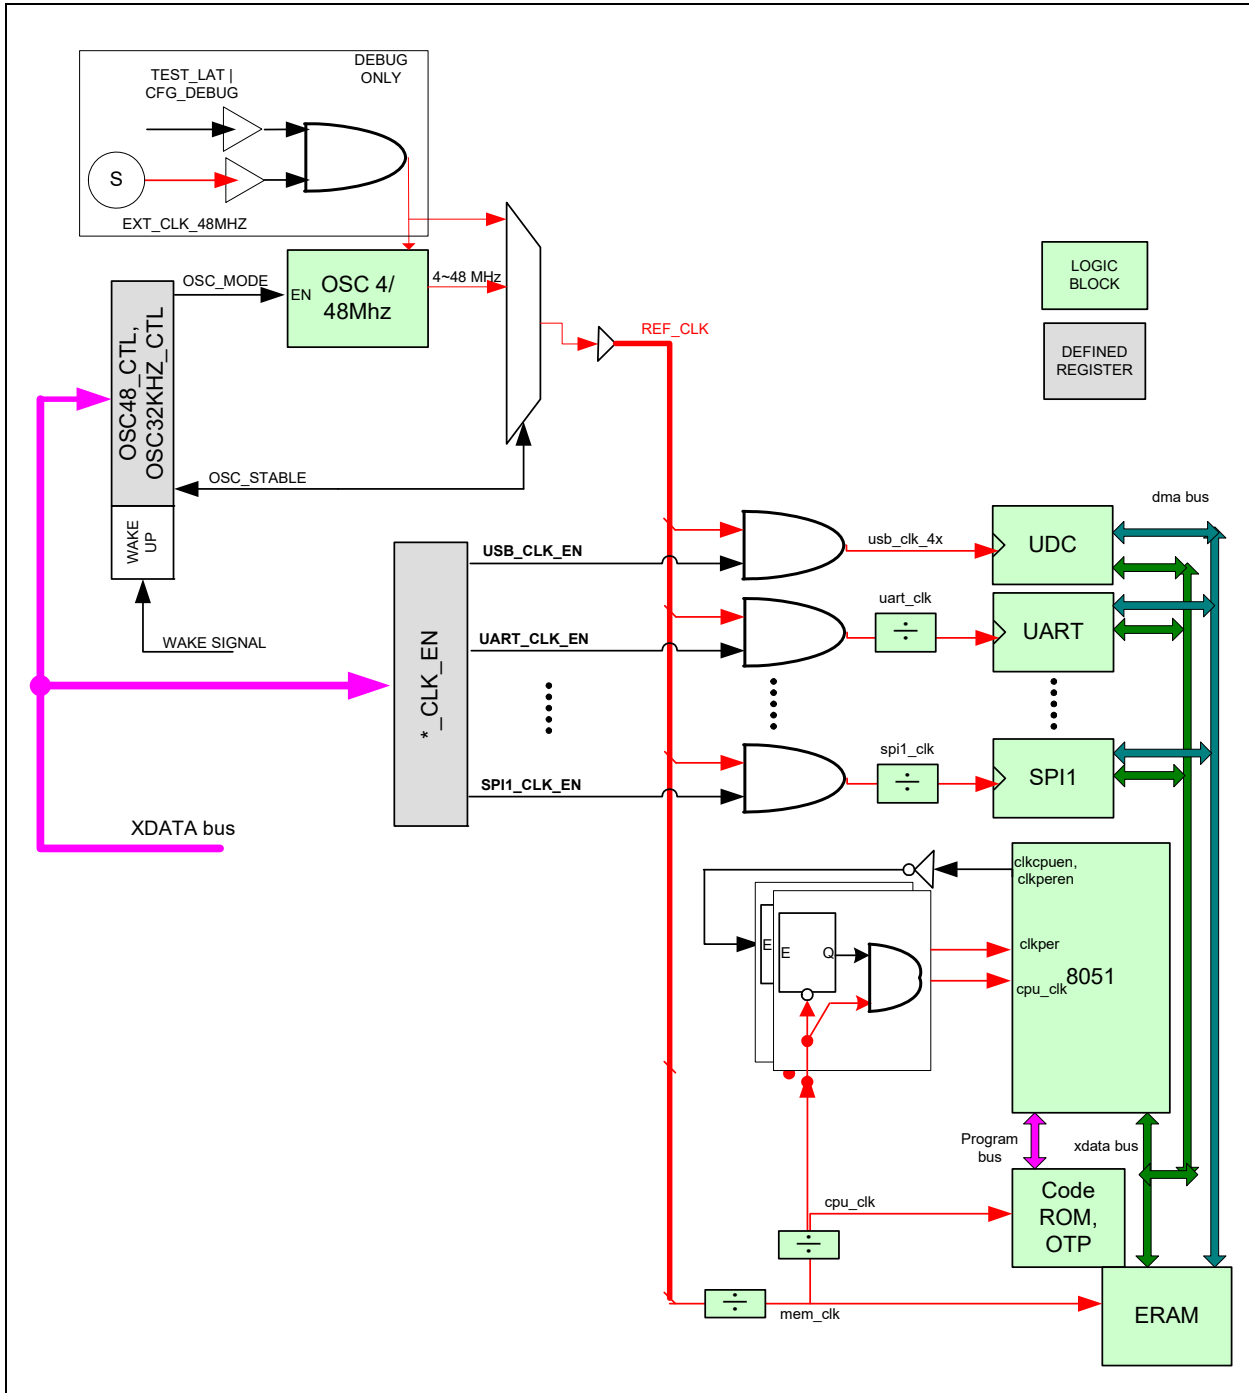 DEBUG
ONLY
TEST_LAT |
CFG_DEBUG
S
EXT_CLK_48MHZ
OSC_MODE
EN
OSC 4/
48Mhz
4~48 MHz
OSC48_CTL,
OSC32KHZ_CTL
REF_CLK
LOGIC
BLOCK
DEFINED
REGISTER
OSC_STABLE
WAKE
UP
WAKE SIGNAL
dma bus
*_CLK_EN
USB_CLK_EN
usb_clk_4x
UDC
UART_CLK_EN
uart_clk
÷
UART
SPI1_CLK_EN
spi1_clk
÷
SPI1
XDATA bus
clkcpuen,
clkperen
E
E
Q
clkper
cpu_clk
8051
Program
bus
xdata bus
cpu_clk
÷
Code
ROM,
OTP
÷
mem_clk
ERAM